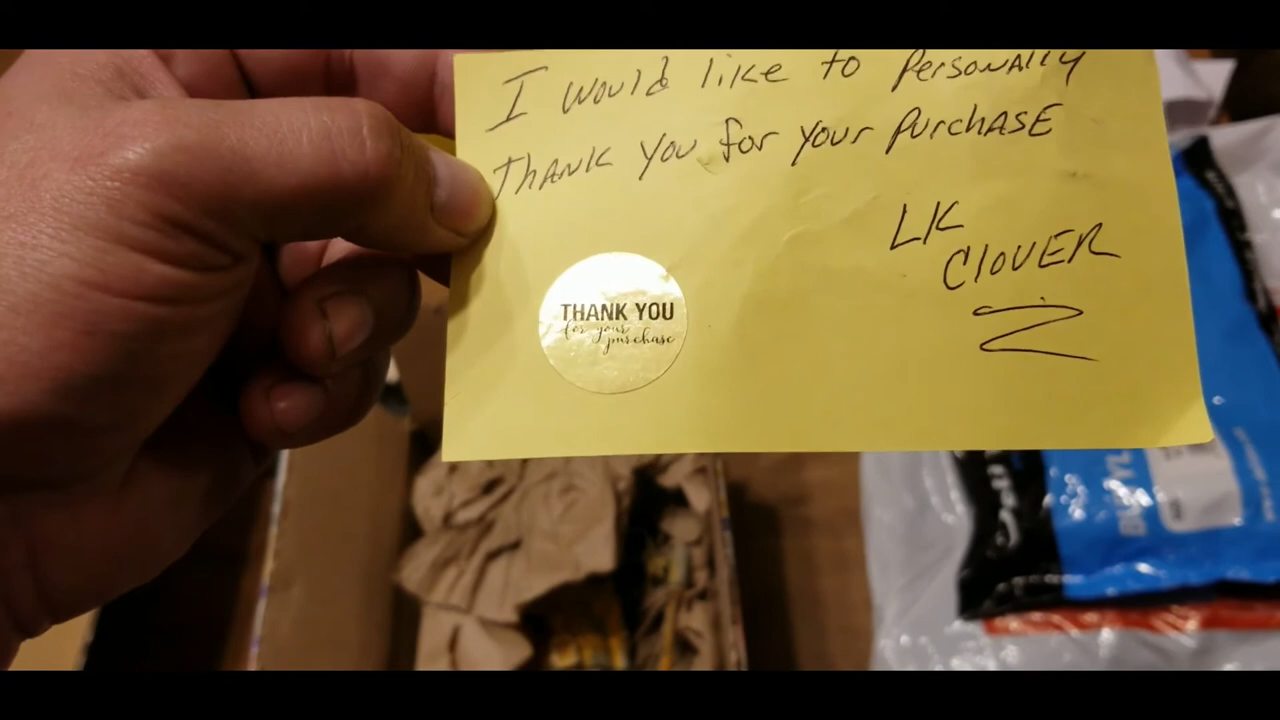 I would like to Personally
Thank you for your Purchase
LK
Clover
THANK YOU
for your
purchase